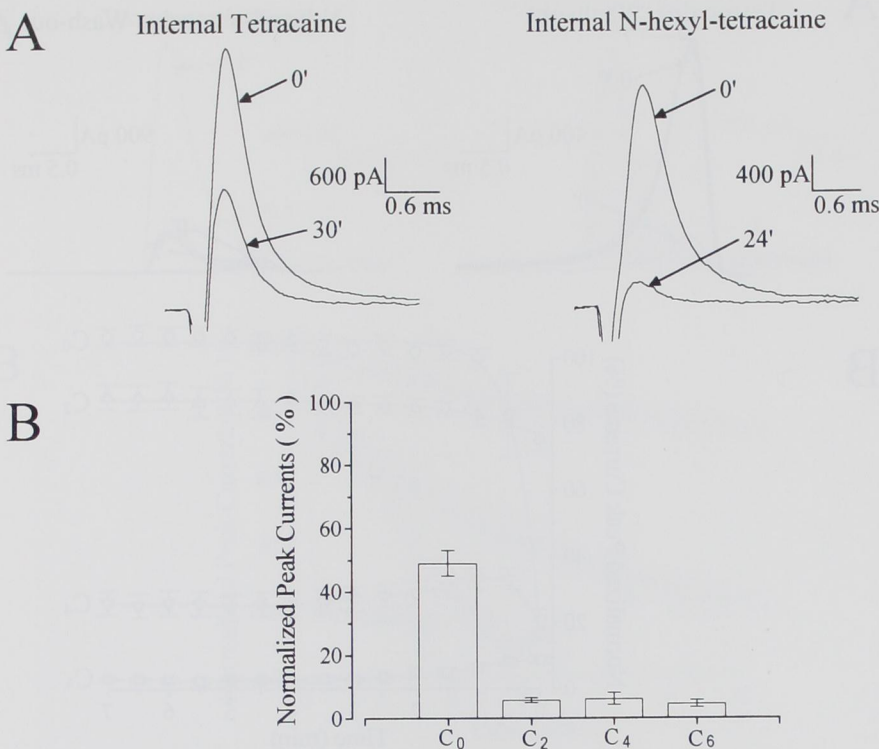 A
Internal Tetracaine
Internal N-hexyl-tetracaine
0'
0'
600 pA
0.6 ms
400 pA
0.6 ms
30'
24'
B
Normalized Peak Currents ( % )
100
80
60
40
20
0
C0
C2
C4
C6